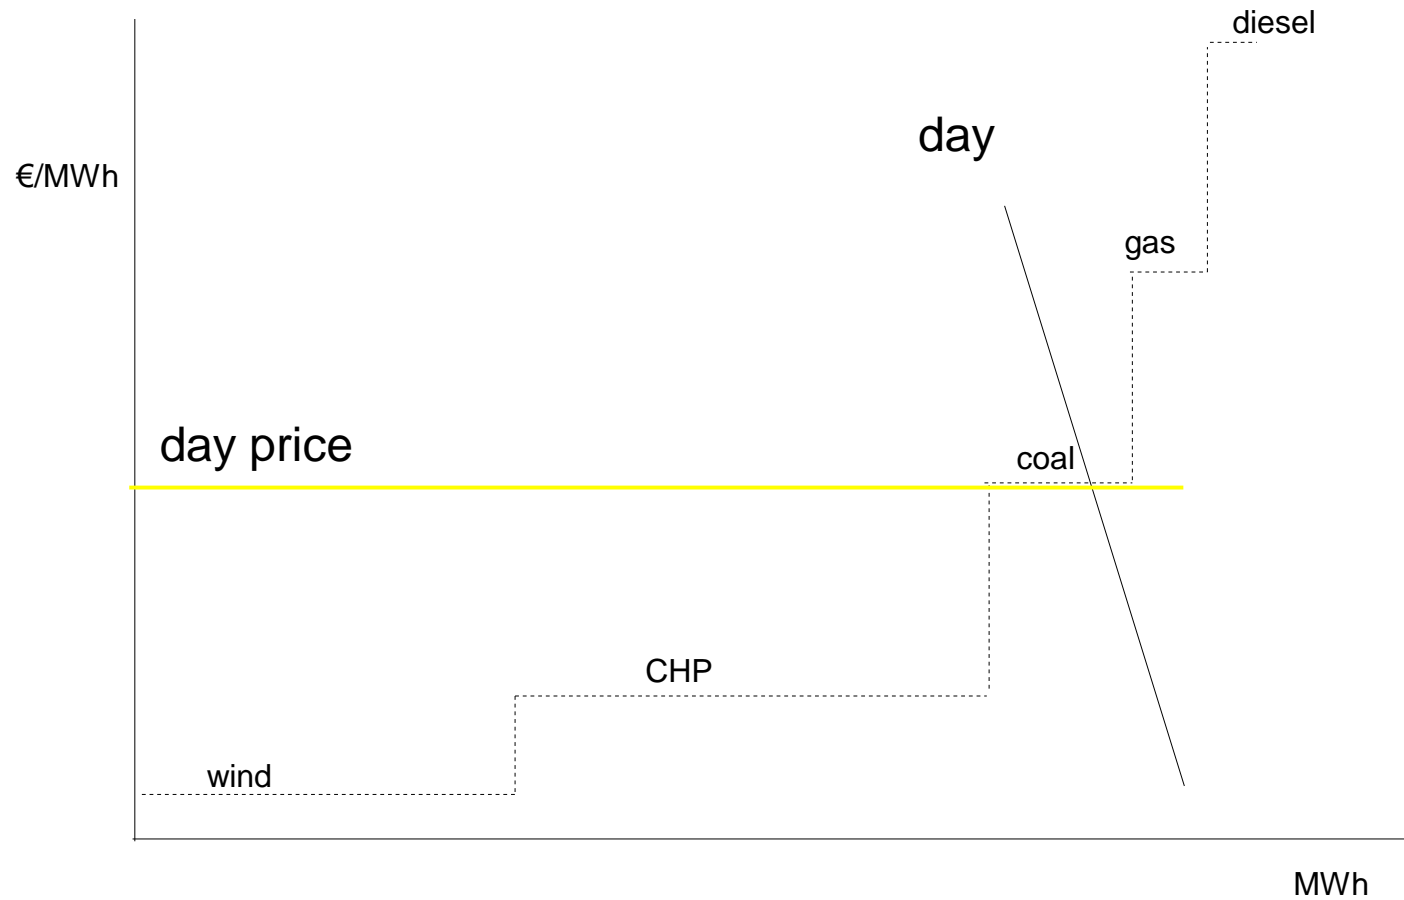 diesel
day
€/MWh
gas
day price
coal
CHP
wind
MWh